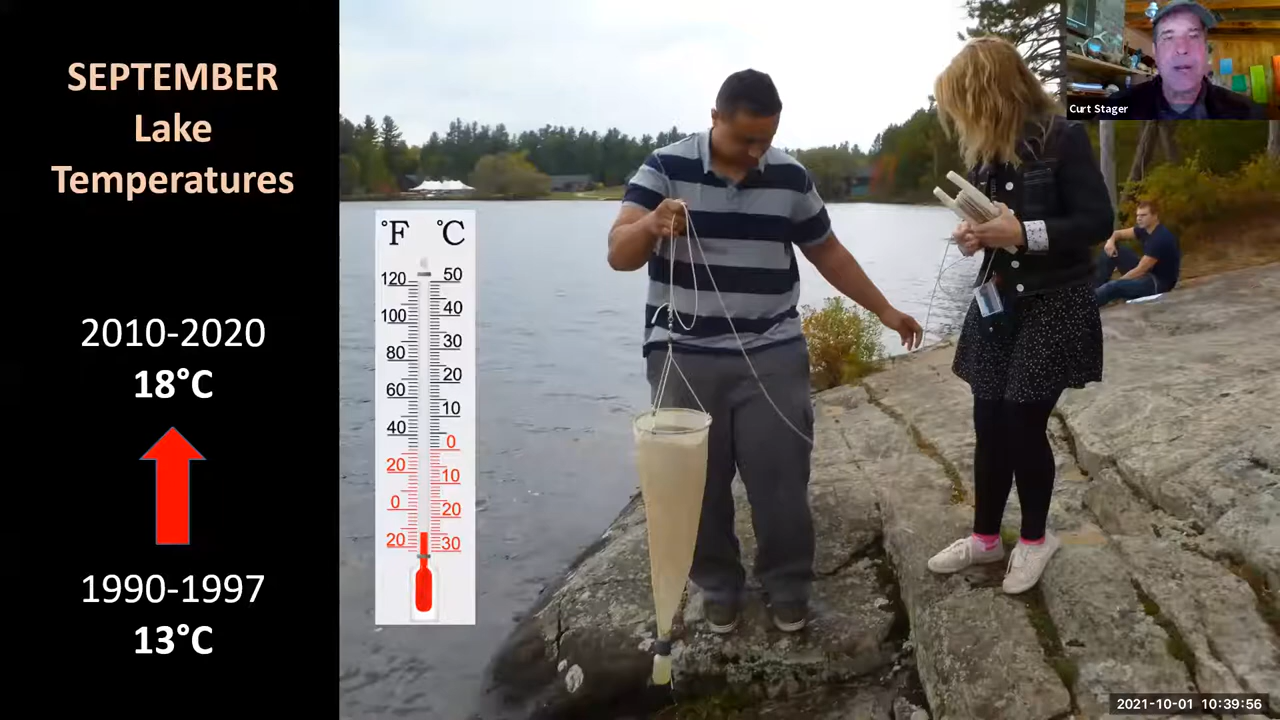 SEPTEMBER
Lake
Temperatures
2010-2020
18°C
1990-1997
13°C
°F °C
120 50
100 40
80 30
60 20
40 10
0
20 10
0 20
20 30
Curt Stager
2021-10-01 10:39:56